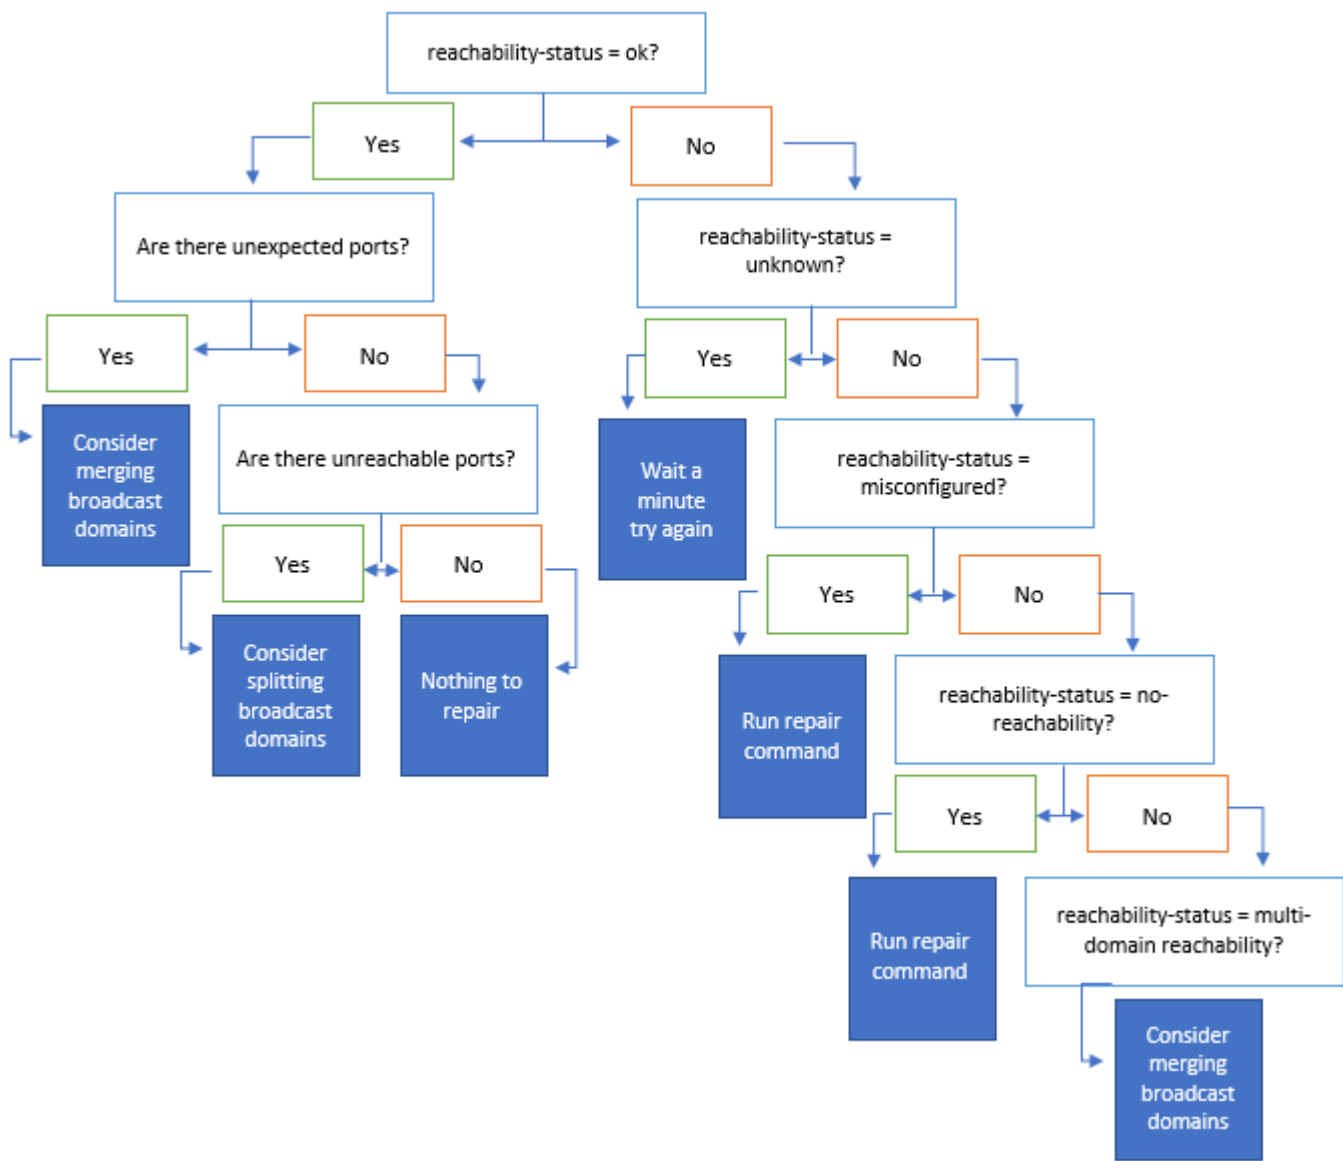 reachability-status = ok?
Yes
No
Are there unexpected ports?
reachability-status =
unknown?
Yes
No
Yes
No
Consider
merging
broadcast
domains
Are there unreachable ports?
Wait a
minute
try again
reachability-status =
misconfigured?
Yes
No
Yes
No
Consider
splitting
broadcast
domains
Nothing to
repair
Run repair
command
reachability-status = no-
reachability?
Yes
No
Run repair
command
reachability-status = multi-
domain reachability?
Consider
merging
broadcast
domains